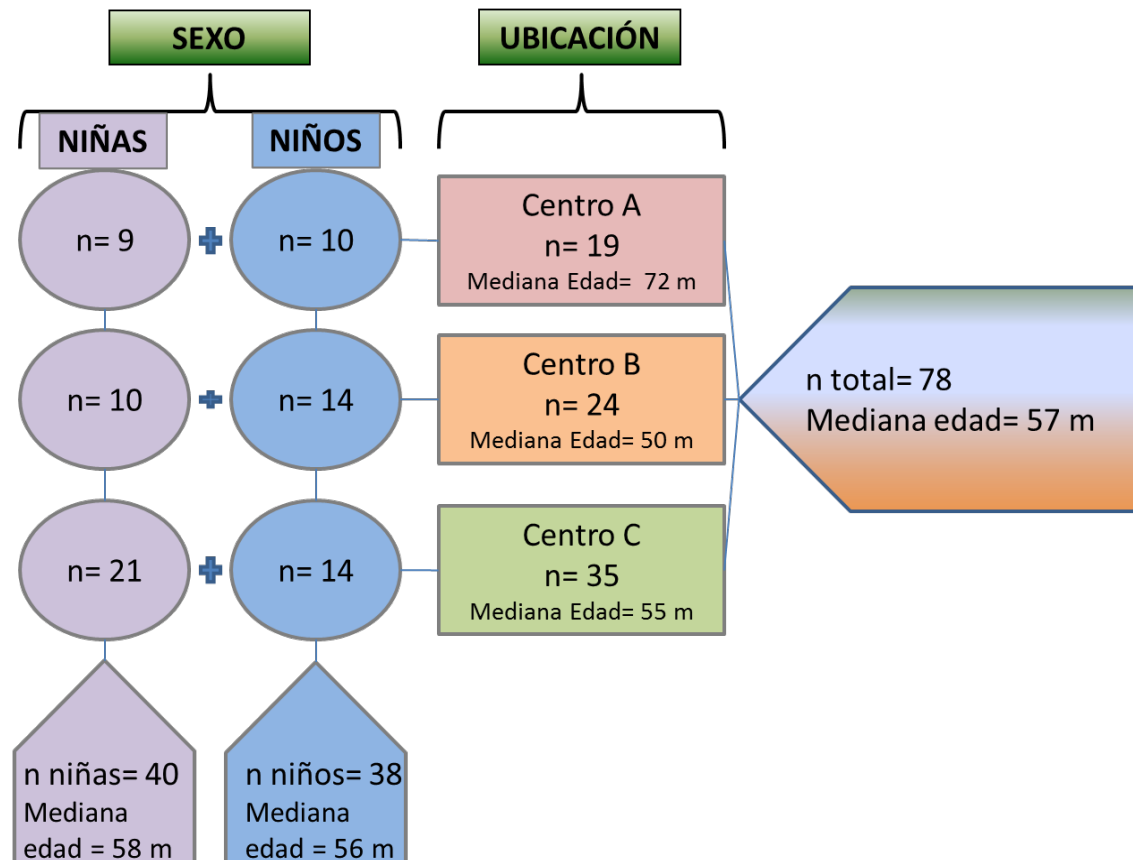 SEXO
UBICACIÓN
NIÑAS
NIÑOS
n= 9
n= 10
Centro A
n= 19
Mediana Edad= 72 m
n= 10
n= 14
Centro B
n= 24
Mediana Edad= 50 m
n= 21
n= 14
Centro C
n= 35
Mediana Edad= 55 m
n total= 78
Mediana edad= 57 m
n niñas= 40
Mediana
edad = 58 m
n niños= 38
Mediana
edad = 56 m